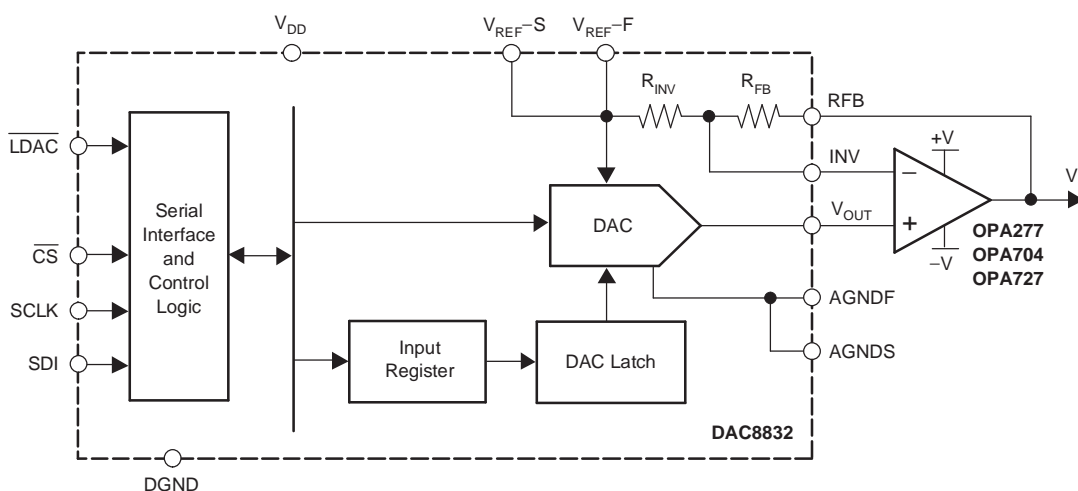 V_DD
V_REF−S
V_REF−F
R_INV
R_FB
RFB
LDAC
INV
+V
−
V
Serial
Interface
and
Control
Logic
DAC
V_OUT
+
−V
OPA277
OPA704
OPA727
CS
SCLK
SDI
Input
Register
DAC Latch
AGNDF
AGNDS
DAC8832
DGND